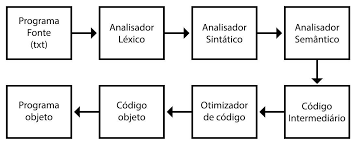 Programa
Fonte
(txt)
Analisador
Léxico
Analisador
Sintático
Analisador
Semântico
Programa
objeto
Código
objeto
Otimizador
de código
Código
Intermediário